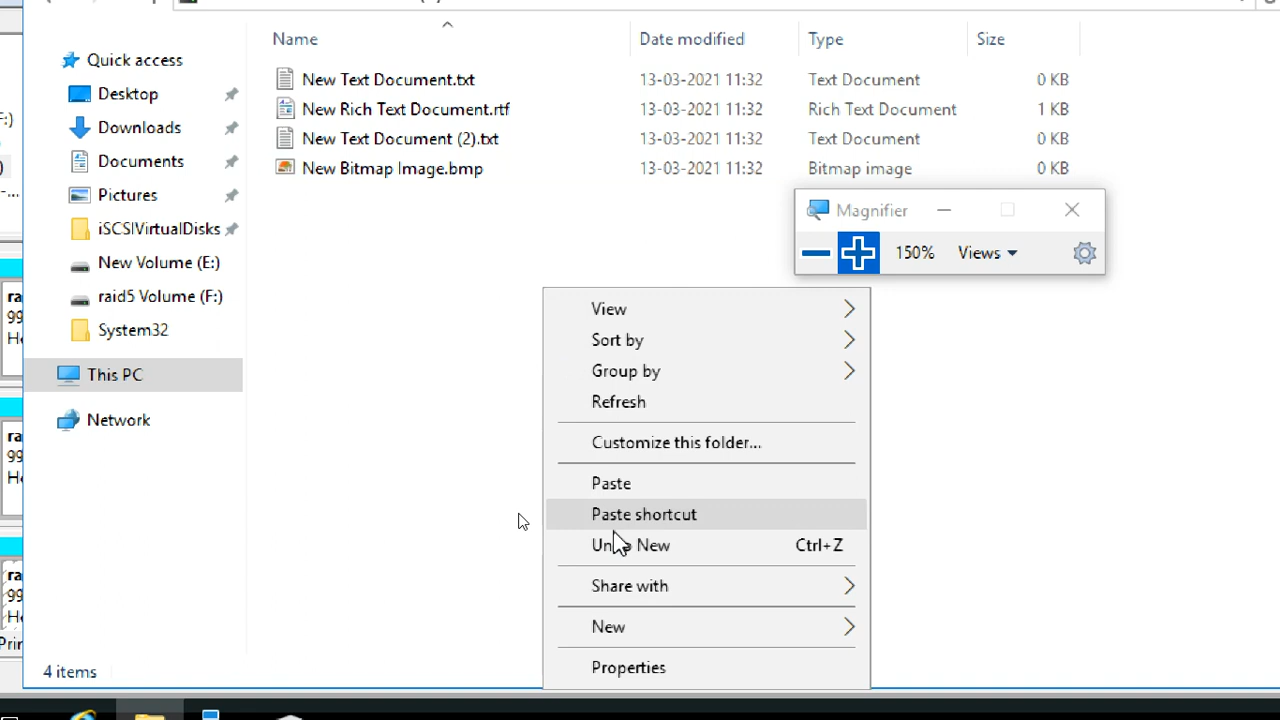 Name Date modified Type Size
Quick access
Desktop
Downloads
Documents
Pictures
iSCSIVirtualDisks
New Volume (E:)
raid5 Volume (F:)
System32
This PC
Network
New Text Document.txt 13-03-2021 11:32 Text Document 0 KB
New Rich Text Document.rtf 13-03-2021 11:32 Rich Text Document 1 KB
New Text Document (2).txt 13-03-2021 11:32 Text Document 0 KB
New Bitmap Image.bmp 13-03-2021 11:32 Bitmap image 0 KB
Magnifier
150% Views
View
Sort by
Group by
Refresh
Customize this folder...
Paste
Paste shortcut
New Ctrl+Z
Share with
New
Properties
4 items